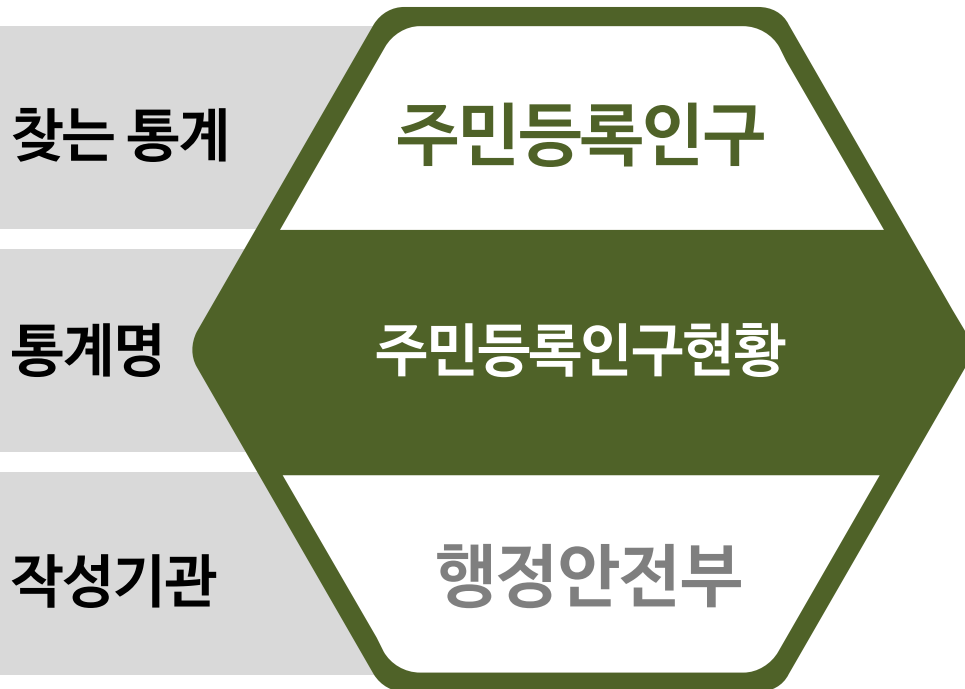 찾는 통계
주민등록인구
통계명
주민등록인구현황
작성기관
행정안전부